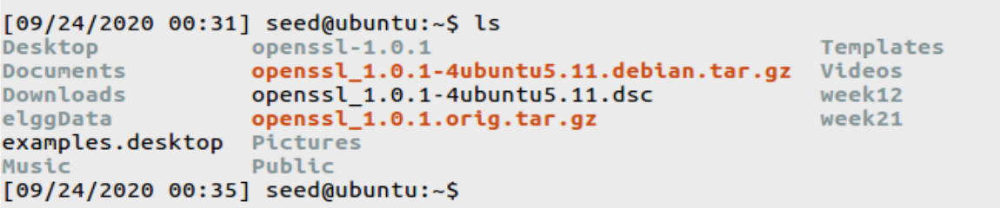 [09/24/2020 00:31] seed@ubuntu:~$ ls
Desktop openssl-1.0.1 Templates
Documents openssl_1.0.1-4ubuntu5.11.debian.tar.gz Videos
Downloads openssl_1.0.1-4ubuntu5.11.dsc week12
elggData openssl_1.0.1.orig.tar.gz week21
examples.desktop Pictures
Music Public
[09/24/2020 00:35] seed@ubuntu:~$